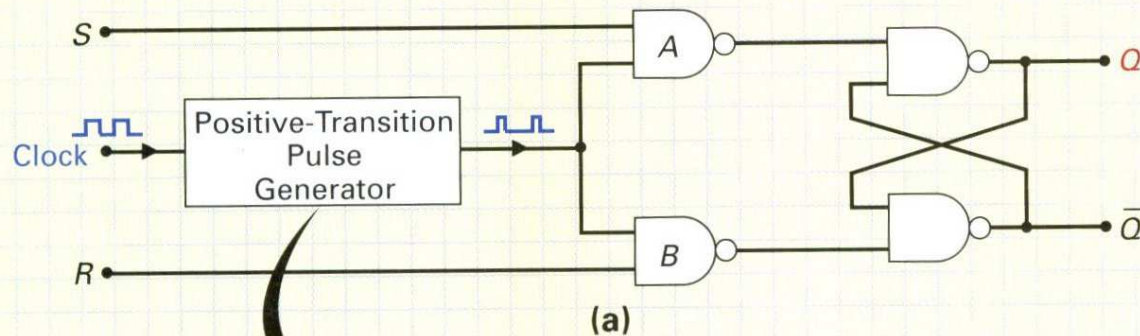 S
A
Q
Clock
Positive-Transition
Pulse
Generator
R
B
Q̅
(a)